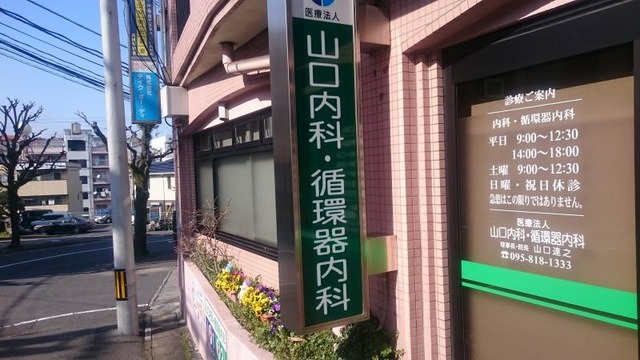 医療法人
山口内科・循環器内科
診療ご案内
内科・循環器内科
平日 9:00〜12:30
14:00〜18:00
土曜 9:00〜12:30
日曜・祝日休診
急患はこの限りではありません。
医療法人
山口内科・循環器内科
理事長・院長 山口達之
☎095-818-1333